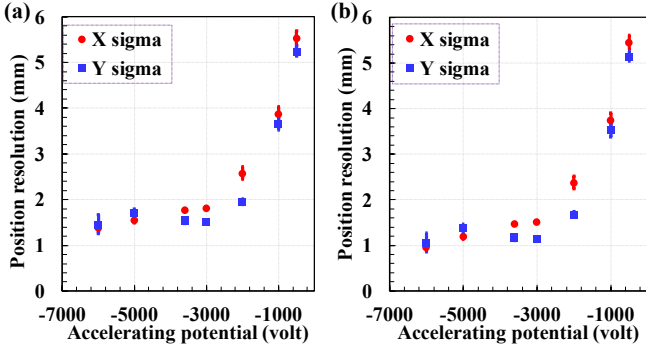 (a)
X sigma
Y sigma
Position resolution (mm)
6
5
4
3
2
1
0
-7000 -5000 -3000 -1000
Accelerating potential (volt)
(b)
X sigma
Y sigma
Position resolution (mm)
6
5
4
3
2
1
0
-7000 -5000 -3000 -1000
Accelerating potential (volt)